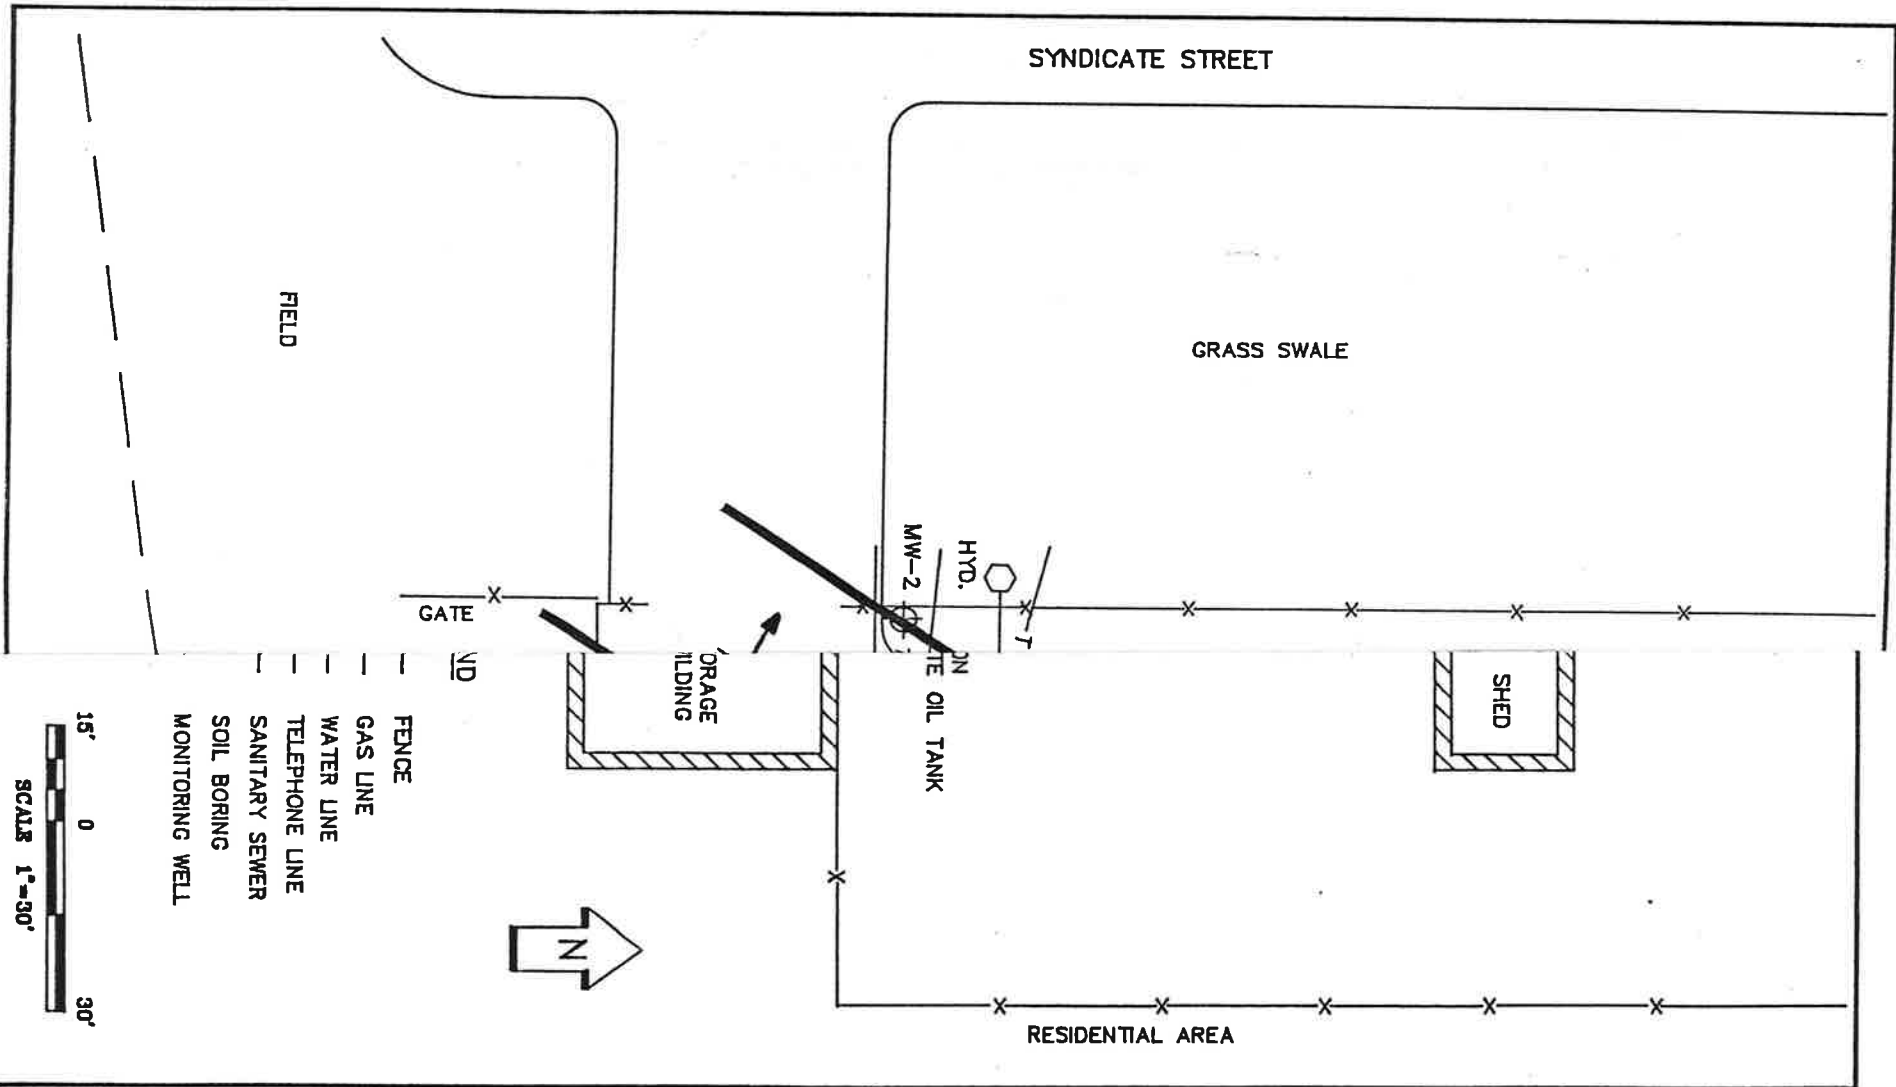 SYNDICATE STREET
FIELD
GRASS SWALE
MW-2
HYD.
GATE
T
ORAGE
ILDING
ON
TE OIL TANK
SHED
ND
FENCE
GAS LINE
WATER LINE
TELEPHONE LINE
SANITARY SEWER
SOIL BORING
MONITORING WELL
15' 0 30'
SCALE 1"=30'
N
RESIDENTIAL AREA